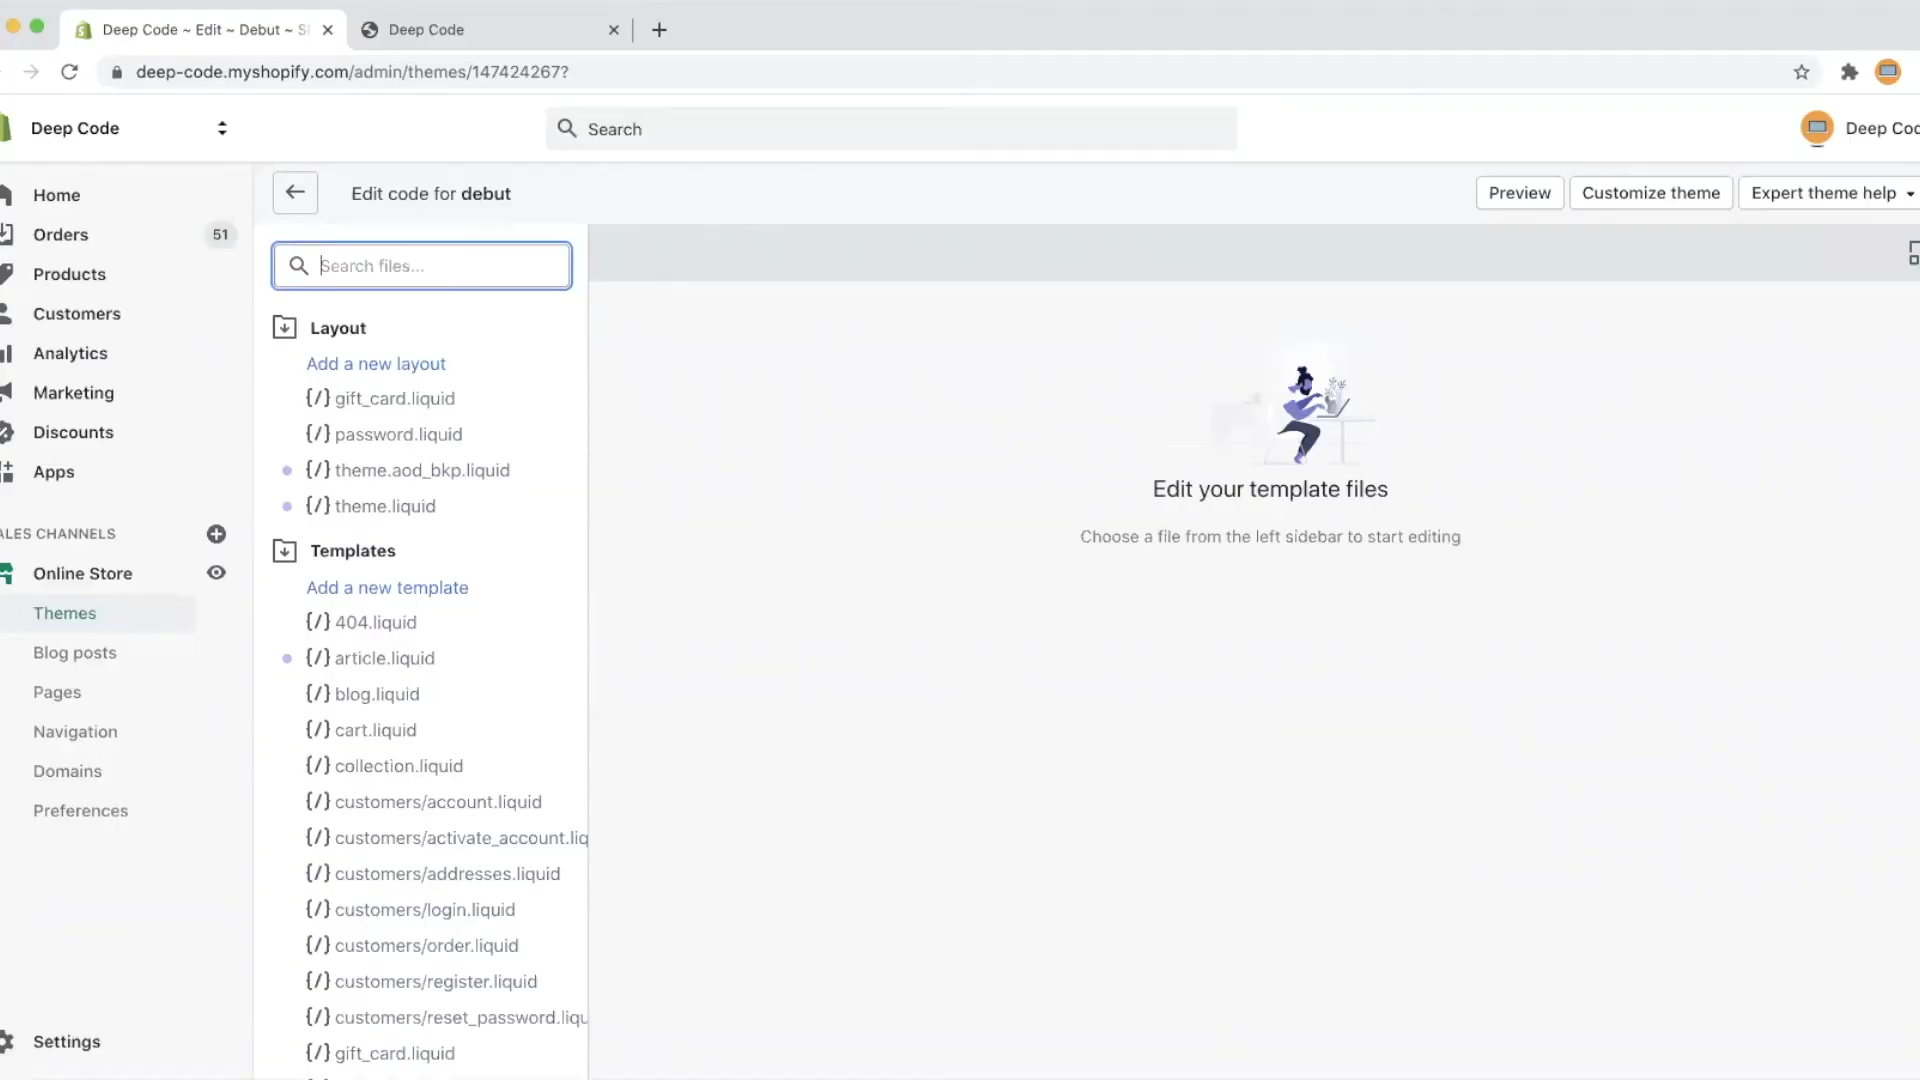 Deep Code ~ Edit ~ Debut ~ S
Deep Code
deep-code.myshopify.com/admin/themes/147424267?
Deep Code
Search
Deep Coc
Home
Orders 51
Products
Customers
Analytics
Marketing
Discounts
Apps
ALES CHANNELS
Online Store
Themes
Blog posts
Pages
Navigation
Domains
Preferences
Settings
Edit code for debut
Preview
Customize theme
Expert theme help
Search files...
Layout
Add a new layout
{/} gift_card.liquid
{/} password.liquid
{/} theme.aod_bkp.liquid
{/} theme.liquid
Templates
Add a new template
{/} 404.liquid
{/} article.liquid
{/} blog.liquid
{/} cart.liquid
{/} collection.liquid
{/} customers/account.liquid
{/} customers/activate_account.liq
{/} customers/addresses.liquid
{/} customers/login.liquid
{/} customers/order.liquid
{/} customers/register.liquid
{/} customers/reset_password.liqu
{/} gift_card.liquid
Edit your template files
Choose a file from the left sidebar to start editing